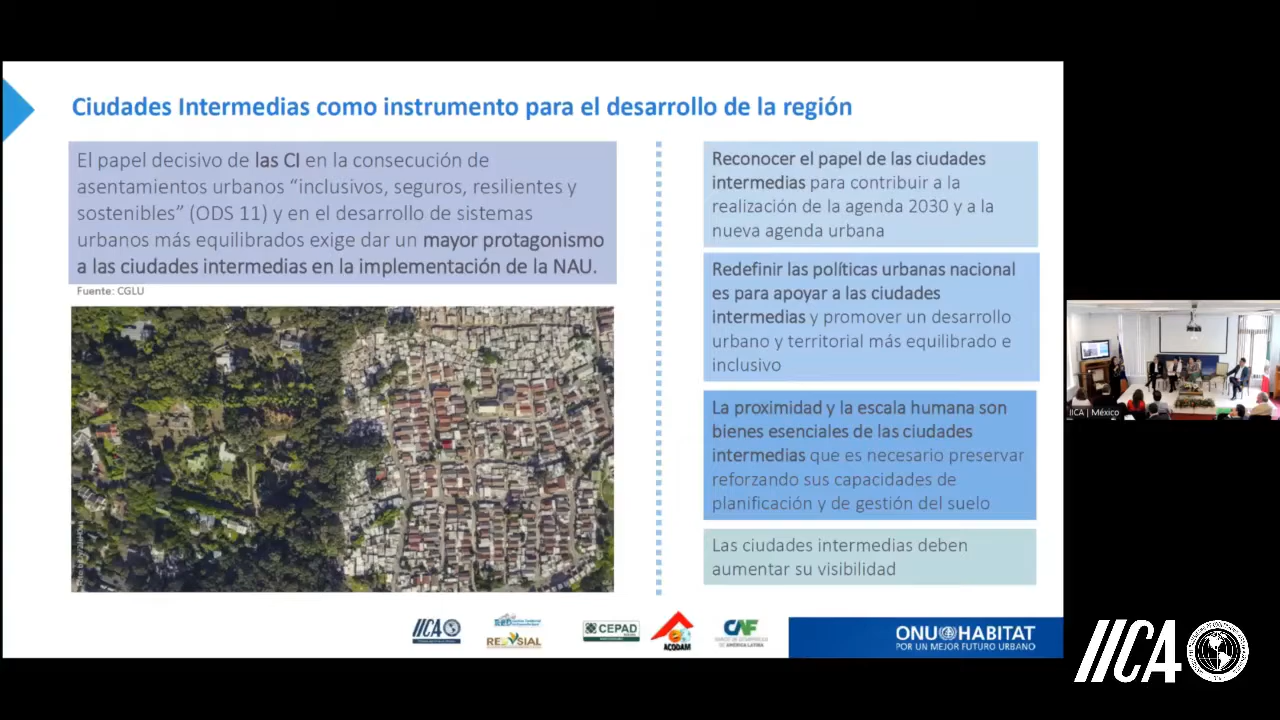 Ciudades Intermedias como instrumento para el desarrollo de la región
El papel decisivo de las CI en la consecución de
asentamientos urbanos “inclusivos, seguros, resilientes y
sostenibles” (ODS 11) y en el desarrollo de sistemas
urbanos más equilibrados exige dar un mayor protagonismo
a las ciudades intermedias en la implementación de la NAU.
Fuente: CGLU
Reconocer el papel de las ciudades
intermedias para contribuir a la
realización de la agenda 2030 y a la
nueva agenda urbana
Redefinir las políticas urbanas nacional
es para apoyar a las ciudades
intermedias y promover un desarrollo
urbano y territorial más equilibrado e
inclusivo
La proximidad y la escala humana son
bienes esenciales de las ciudades
intermedias que es necesario preservar
reforzando sus capacidades de
planificación y de gestión del suelo
Las ciudades intermedias deben
aumentar su visibilidad
IICA
CEPAD
ACODAM
CAF
BANCO DE DESARROLLO
DE AMÉRICA LATINA
ONU HABITAT
POR UN MEJOR FUTURO URBANO
IICA | México
IICA